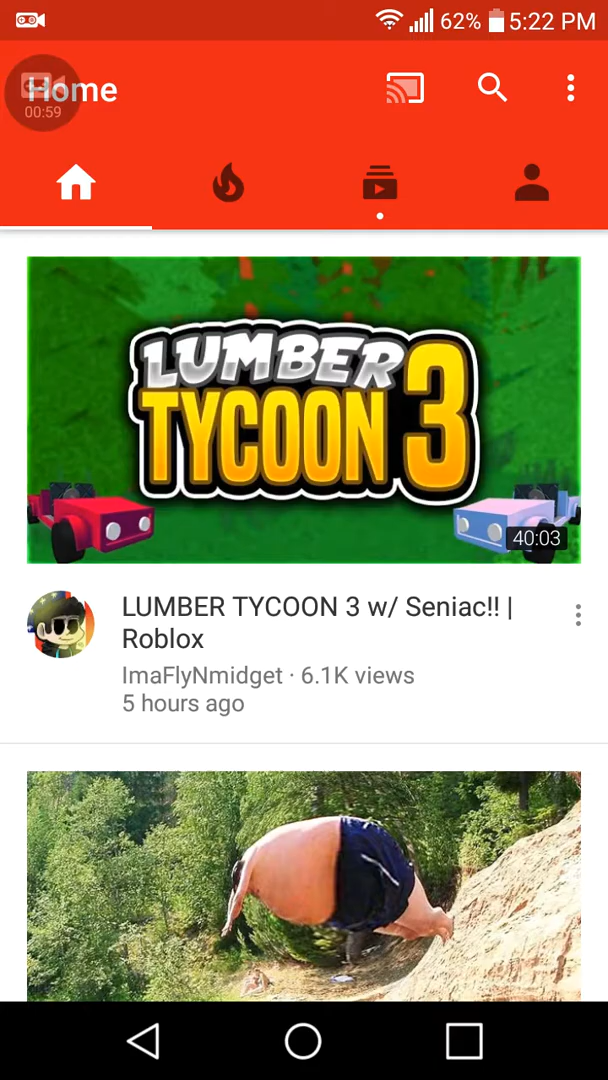 62% 5:22 PM
Home
00:59
LUMBER
TYCOON 3
40:03
LUMBER TYCOON 3 w/ Seniac!! |
Roblox
ImaFlyNmidget · 6.1K views
5 hours ago